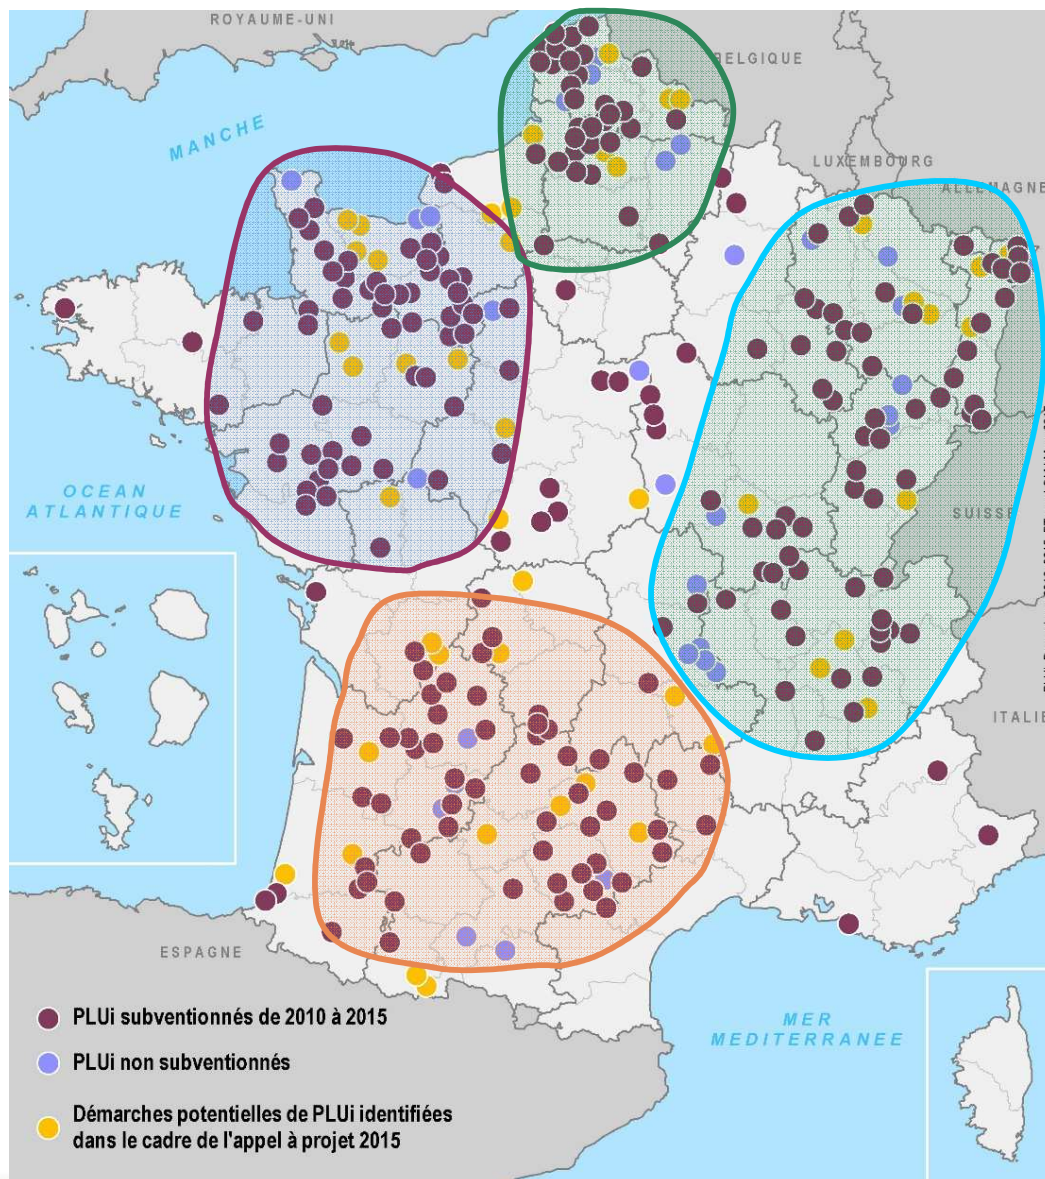 ROYAUME-UNI
BELGIQUE
MANCHE
LUXEMBOURG
ALLEMAGNE
OCEAN
ATLANTIQUE
SUISSE
ITALIE
ESPAGNE
MER
MEDITERRANEE
PLUi subventionnés de 2010 à 2015
PLUi non subventionnés
Démarches potentielles de PLUi identifiées
dans le cadre de l'appel à projet 2015